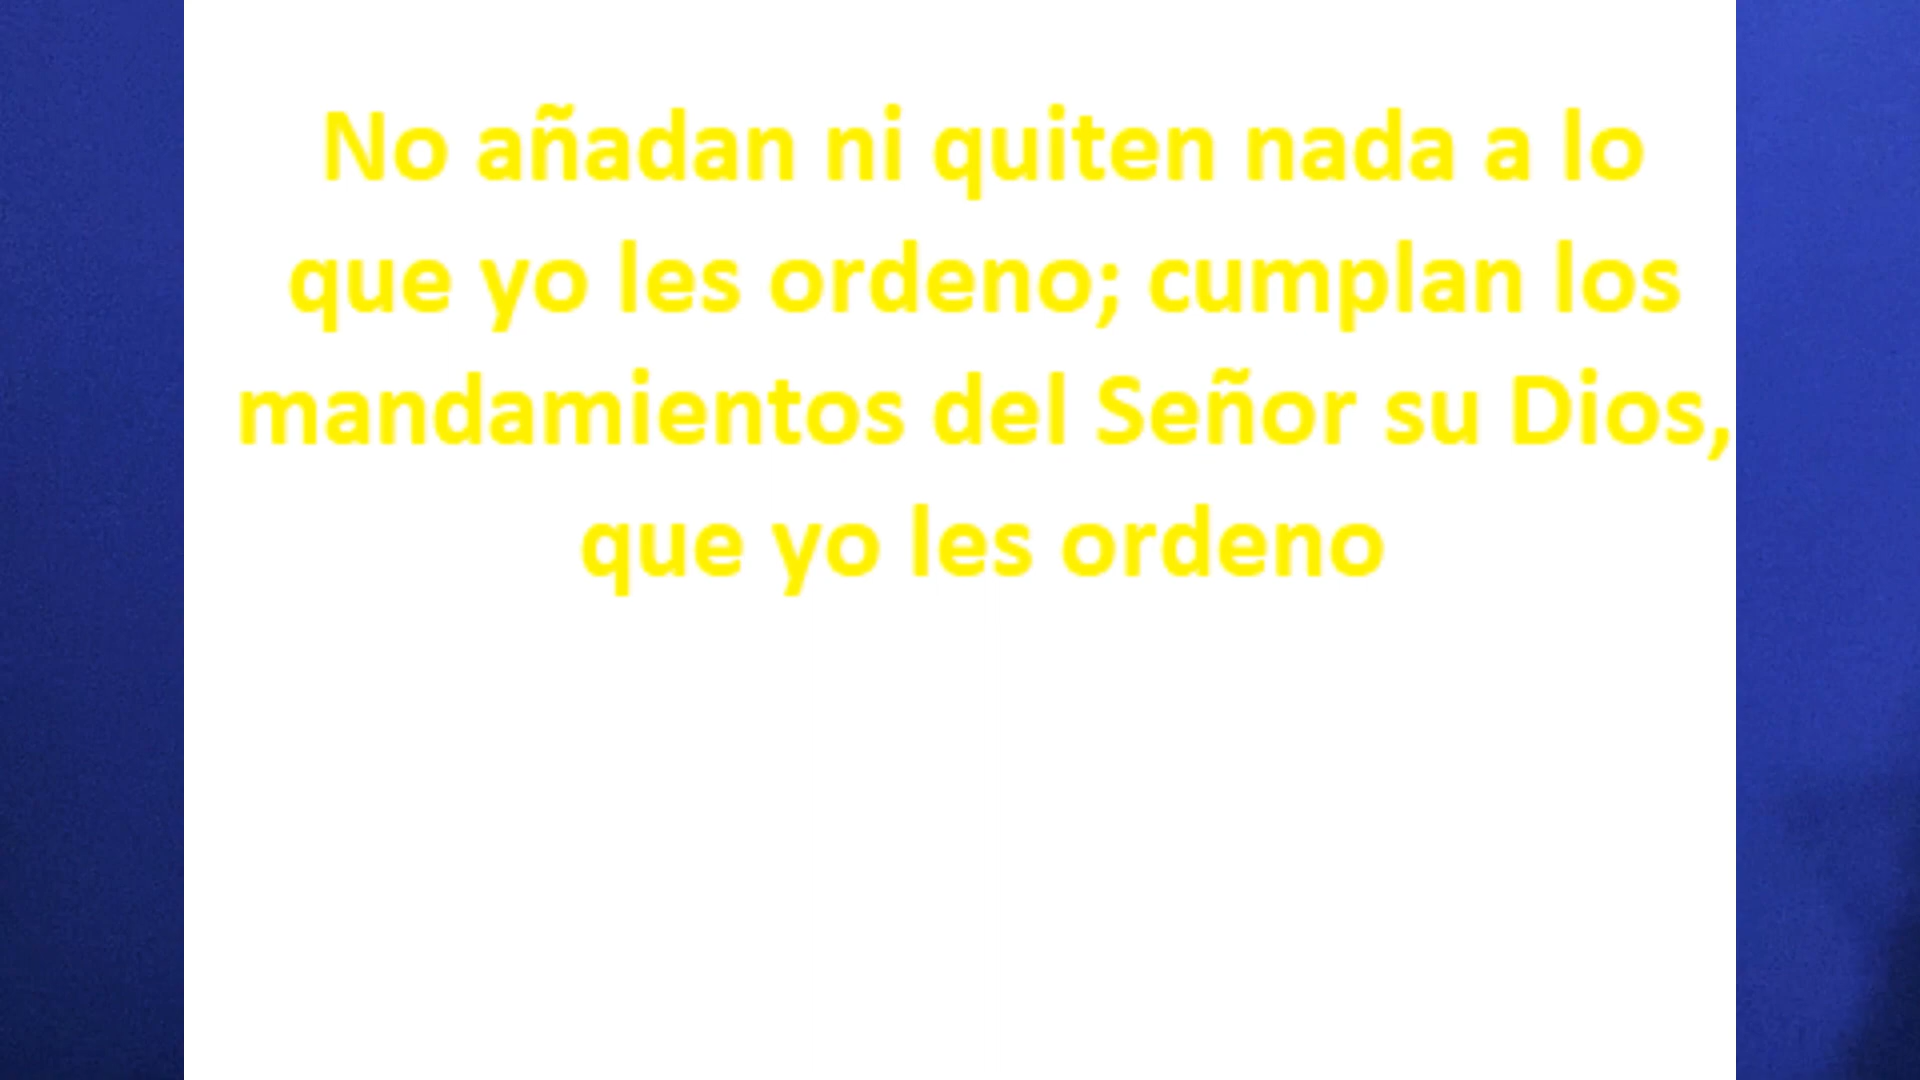 No añadan ni quiten nada a lo
que yo les ordeno; cumplan los
mandamientos del Señor su Dios,
que yo les ordeno